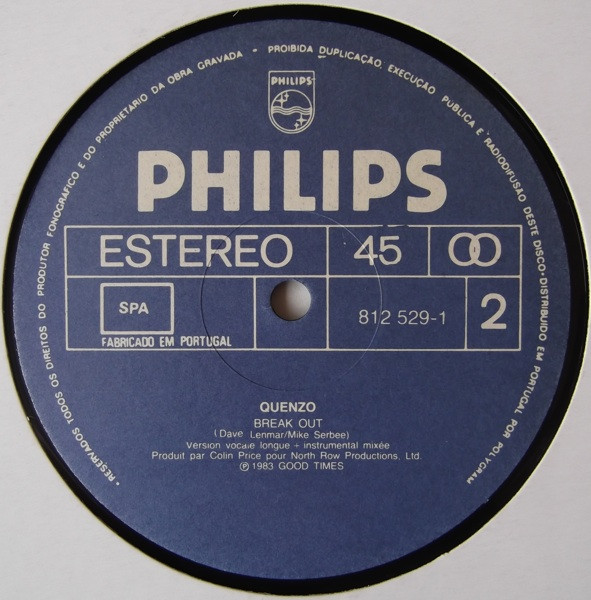 • RESERVADOS TODOS OS DIREITOS DO PRODUTOR FONOGRÁFICO E DO PROPRIETÁRIO DA OBRA GRAVADA - PROIBIDA DUPLICAÇÃO, EXECUÇÃO PÚBLICA E RADIODIFUSÃO DESTE DISCO • DISTRIBUIDO EM PORTUGAL POR POLYGRAM •
PHILIPS
PHILIPS
ESTEREO 45
SPA 812 529-1 2
FABRICADO EM PORTUGAL
QUENZO
BREAK OUT
(Dave Lenmar/Mike Serbee)
Version vocale longue + instrumental mixée
Produit par Colin Price pour North Row Productions, Ltd.
℗ 1983 GOOD TIMES